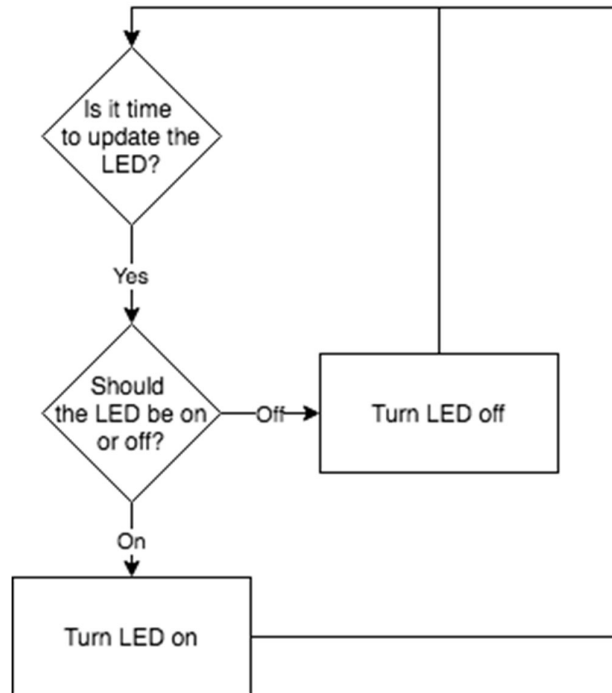 Is it time
to update the
LED?
Yes
Should
the LED be on
or off?
Off
Turn LED off
On
Turn LED on